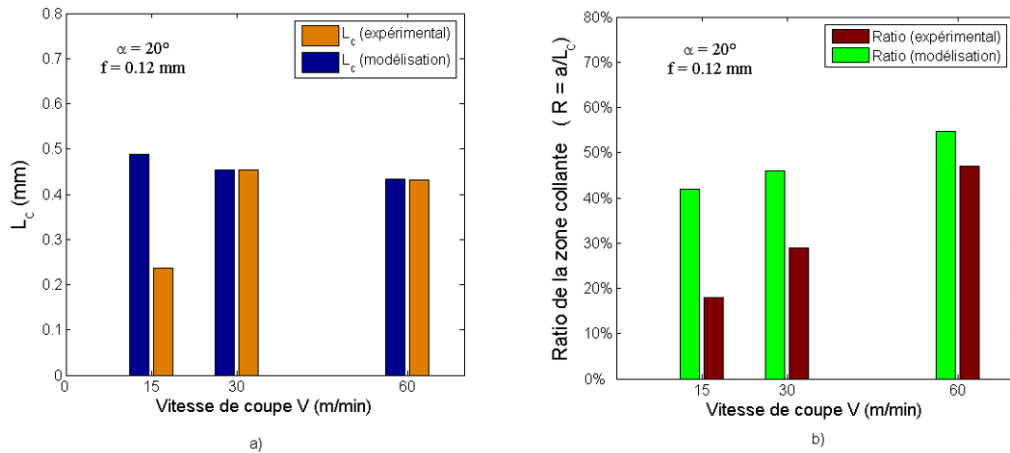 0.8
0.7
0.6
0.5
0.4
0.3
0.2
0.1
0
L_c (mm)
α = 20°
f = 0.12 mm
L_c (expérimental)
L_c (modélisation)
0
15
30
60
Vitesse de coupe V (m/min)
a)
80%
70%
60%
50%
40%
30%
20%
10%
0%
Ratio de la zone collante ( R = a/L_c)
α = 20°
f = 0.12 mm
Ratio (expérimental)
Ratio (modélisation)
15
30
60
Vitesse de coupe V (m/min)
b)